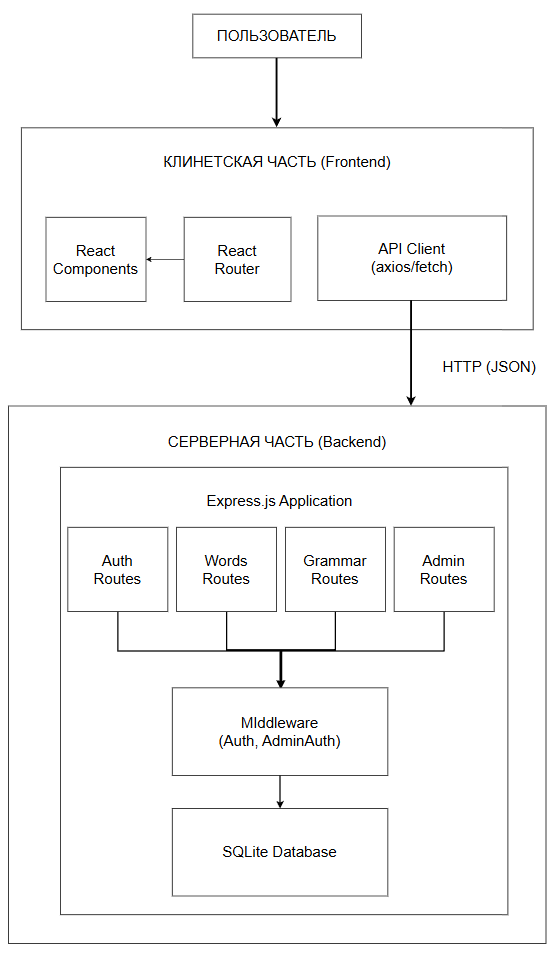 ПОЛЬЗОВАТЕЛЬ
КЛИНЕТСКАЯ ЧАСТЬ (Frontend)
React
Components
React
Router
API Client
(axios/fetch)
HTTP (JSON)
СЕРВЕРНАЯ ЧАСТЬ (Backend)
Express.js Application
Auth
Routes
Words
Routes
Grammar
Routes
Admin
Routes
MIddleware
(Auth, AdminAuth)
SQLite Database